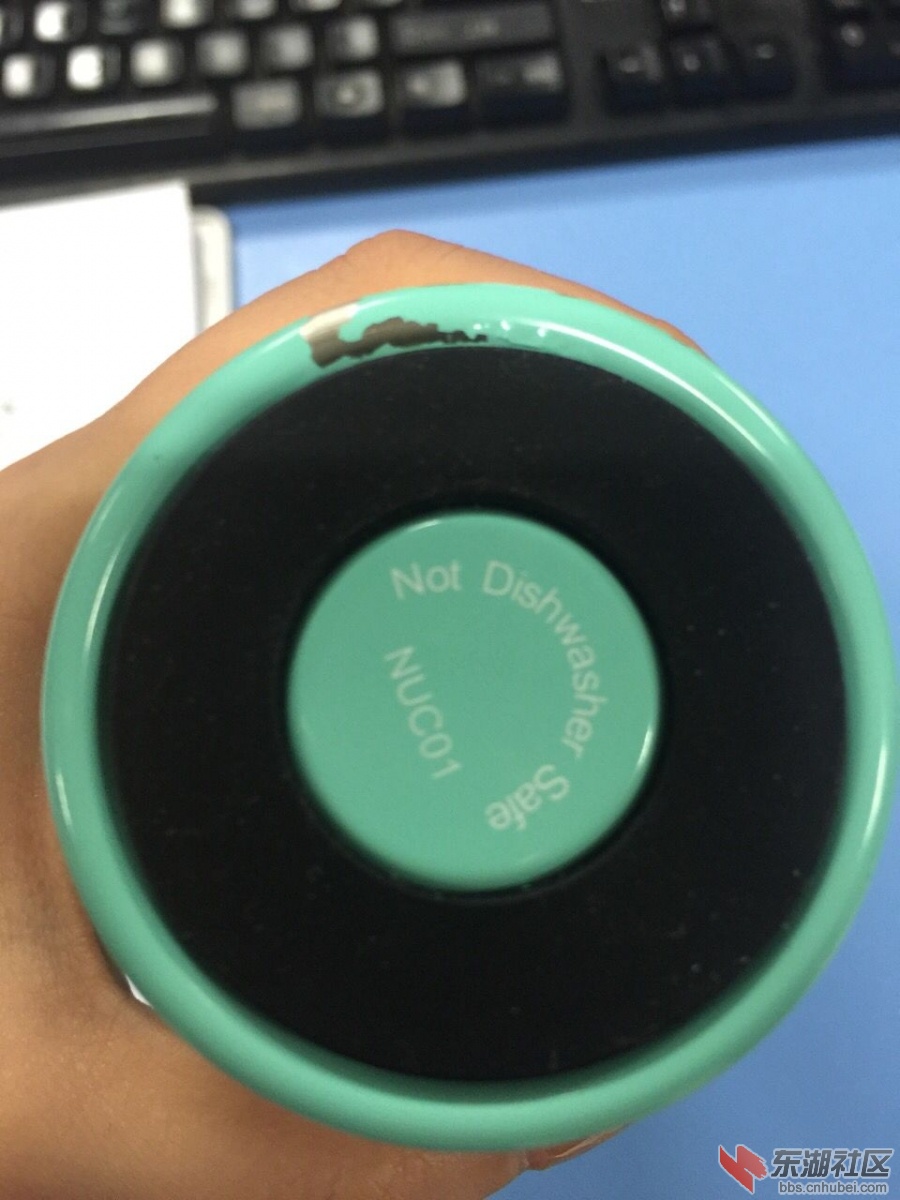 Not Dishwasher Safe
NUC01
东湖社区
bbs.cnhubei.com